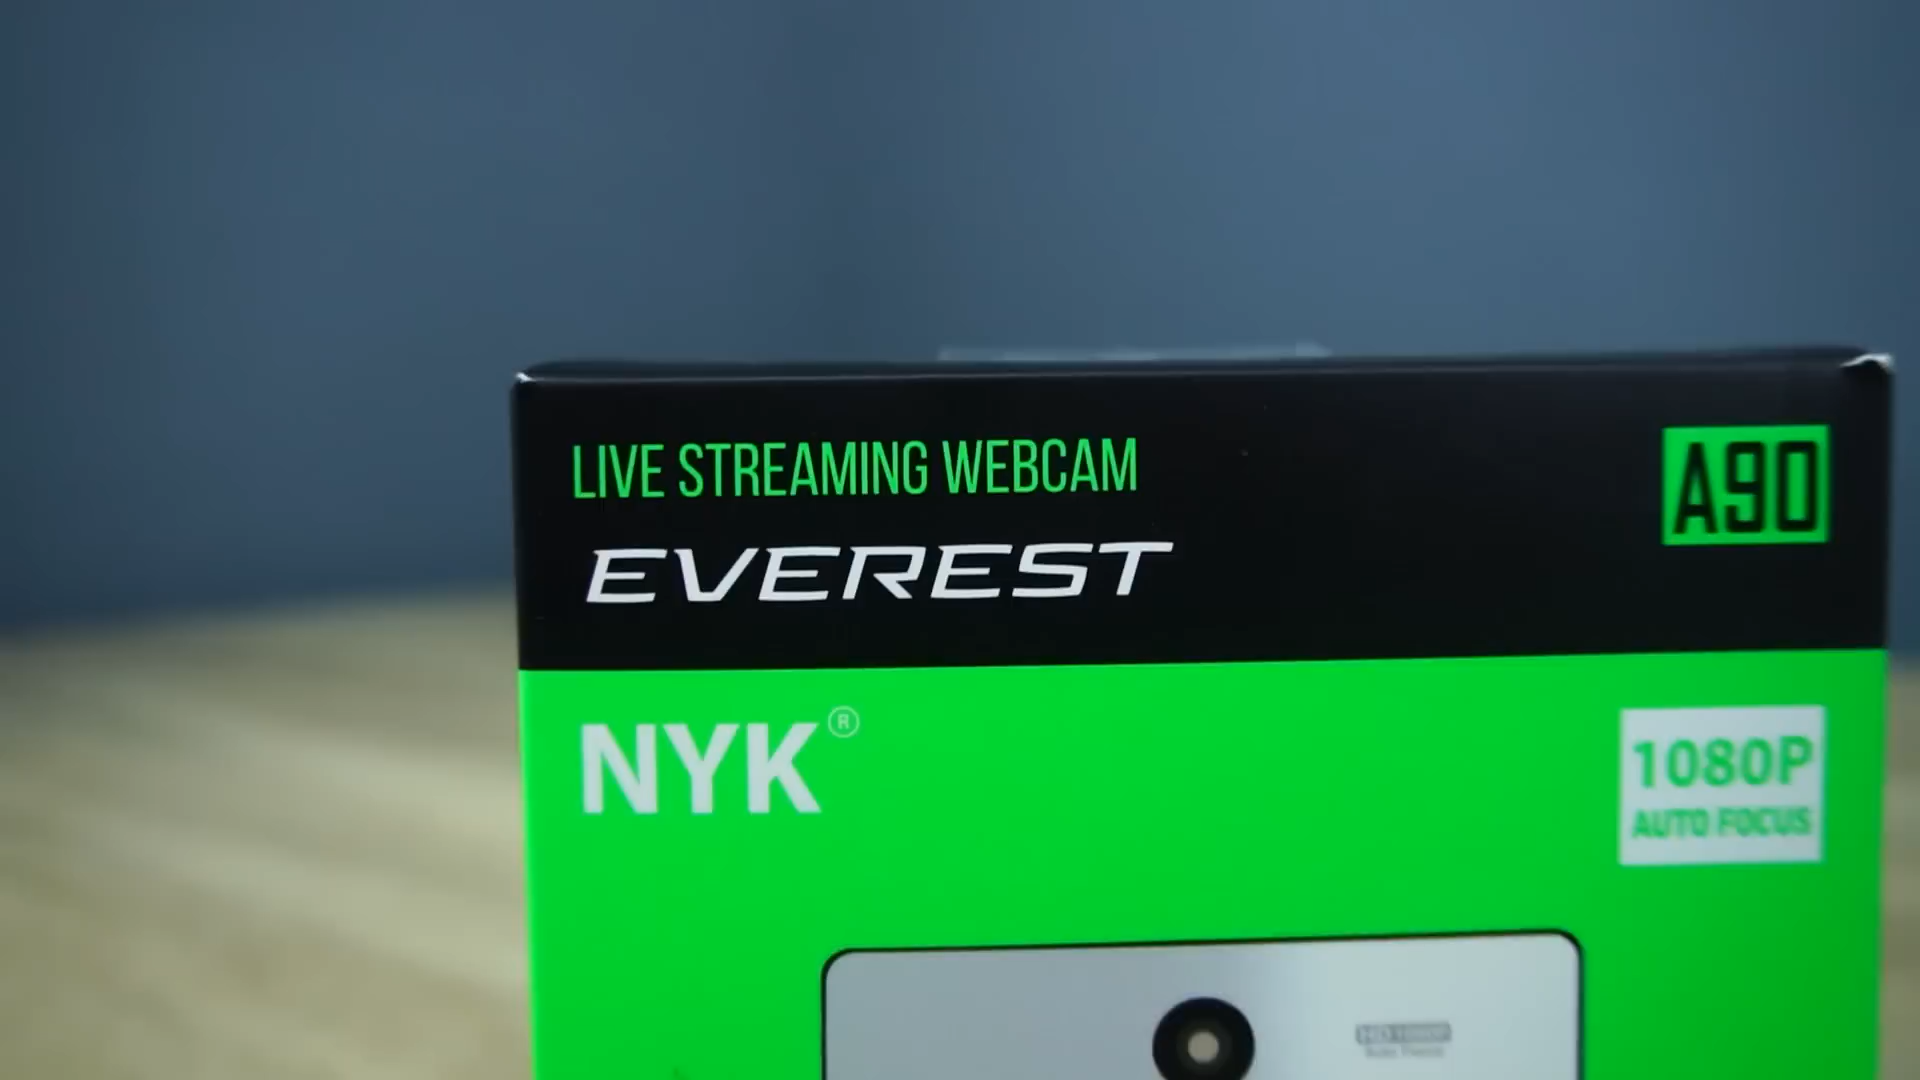 LIVE STREAMING WEBCAM
A90
EVEREST
NYK®
1080P
AUTO FOCUS